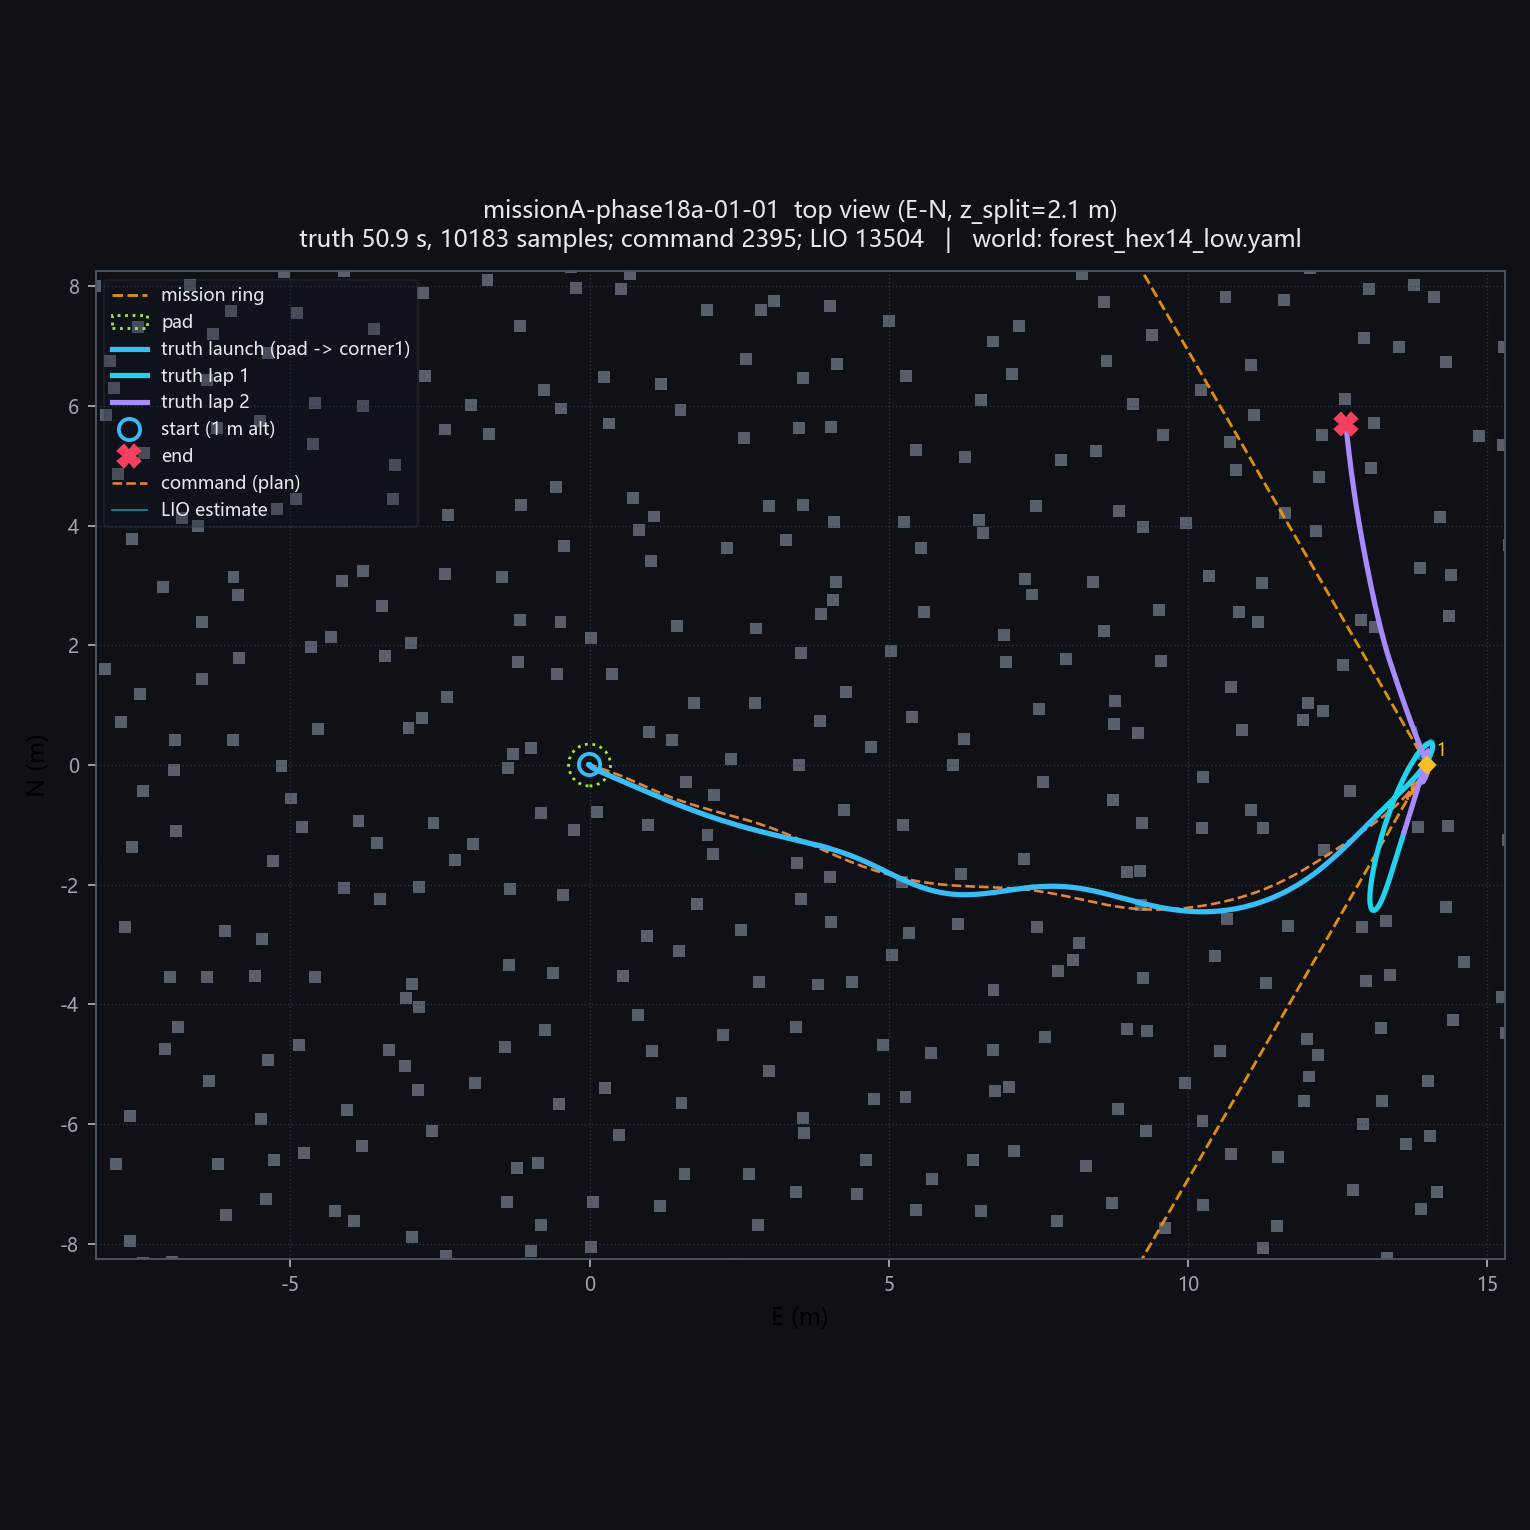 missionA-phase18a-01-01  top view (E-N, z_split=2.1 m)
truth 50.9 s, 10183 samples; command 2395; LIO 13504   |   world: forest_hex14_low.yaml
mission ring
pad
truth launch (pad -> corner1)
truth lap 1
truth lap 2
start (1 m alt)
end
command (plan)
LIO estimate
1
8
6
4
2
0
-2
-4
-6
-8
N (m)
-5
0
5
10
15
E (m)